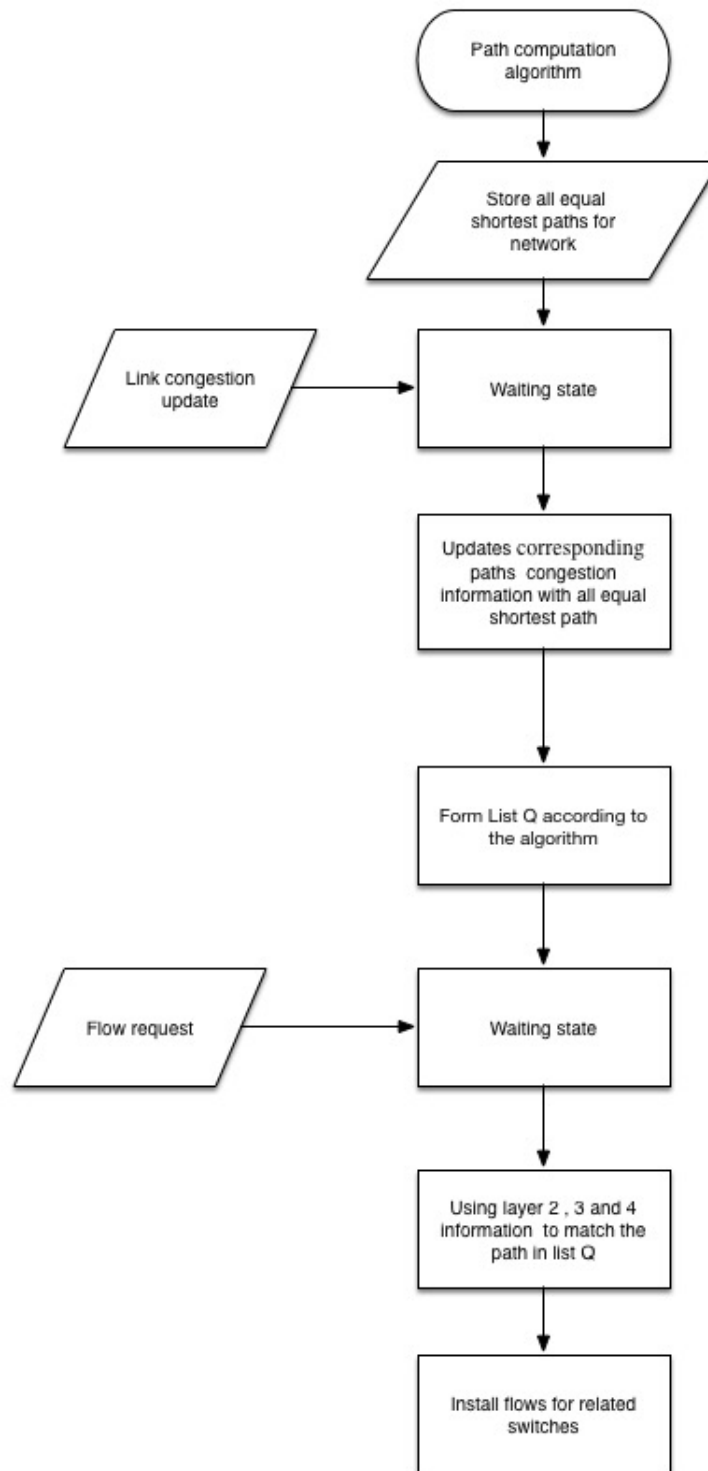 Path computation
algorithm
Store all equal
shortest paths for
network
Link congestion
update
Waiting state
Updates corresponding
paths congestion
information with all equal
shortest path
Form List Q according to
the algorithm
Flow request
Waiting state
Using layer 2 , 3 and 4
information to match the
path in list Q
Install flows for related
switches